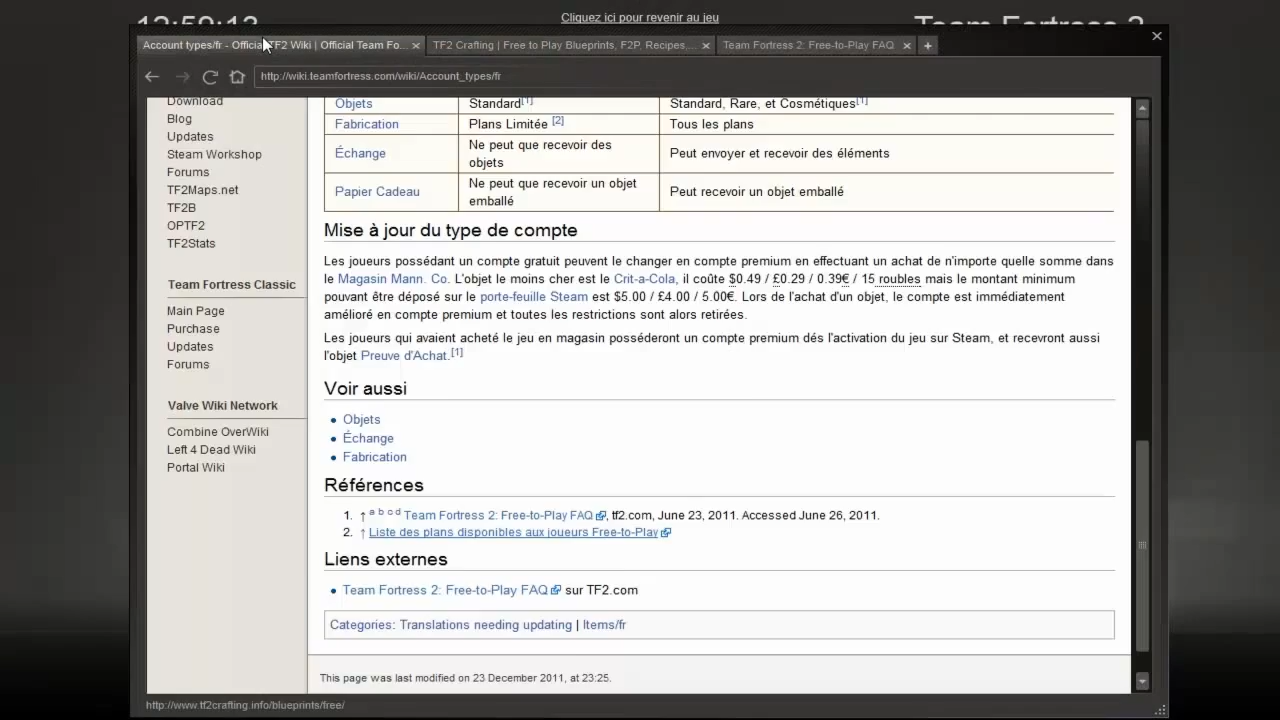 12:59:13
Cliquez ici pour revenir au jeu
Team Fortress 2
Account types/fr - Official TF2 Wiki | Official Team Fo...
TF2 Crafting | Free to Play Blueprints, F2P, Recipes,...
Team Fortress 2: Free-to-Play FAQ
http://wiki.teamfortress.com/wiki/Account_types/fr
Download
Blog
Updates
Steam Workshop
Forums
TF2Maps.net
TF2B
OPTF2
TF2Stats
Team Fortress Classic
Main Page
Purchase
Updates
Forums
Valve Wiki Network
Combine OverWiki
Left 4 Dead Wiki
Portal Wiki
Objets Standard[1] Standard, Rare, et Cosmétiques[1]
Fabrication Plans Limitée [2] Tous les plans
Échange Ne peut que recevoir des objets Peut envoyer et recevoir des éléments
Papier Cadeau Ne peut que recevoir un objet emballé Peut recevoir un objet emballé
Mise à jour du type de compte
Les joueurs possédant un compte gratuit peuvent le changer en compte premium en effectuant un achat de n'importe quelle somme dans
le Magasin Mann. Co. L'objet le moins cher est le Crit-a-Cola, il coûte $0.49 / £0.29 / 0.39€ / 15 roubles mais le montant minimum
pouvant être déposé sur le porte-feuille Steam est $5.00 / £4.00 / 5.00€. Lors de l'achat d'un objet, le compte est immédiatement
amélioré en compte premium et toutes les restrictions sont alors retirées.
Les joueurs qui avaient acheté le jeu en magasin posséderont un compte premium dés l'activation du jeu sur Steam, et recevront aussi
l'objet Preuve d'Achat.[1]
Voir aussi
Objets
Échange
Fabrication
Références
1. ↑ a b c d Team Fortress 2: Free-to-Play FAQ, tf2.com, June 23, 2011. Accessed June 26, 2011.
2. ↑ Liste des plans disponibles aux joueurs Free-to-Play
Liens externes
Team Fortress 2: Free-to-Play FAQ sur TF2.com
Categories: Translations needing updating | Items/fr
This page was last modified on 23 December 2011, at 23:25.
http://www.tf2crafting.info/blueprints/free/